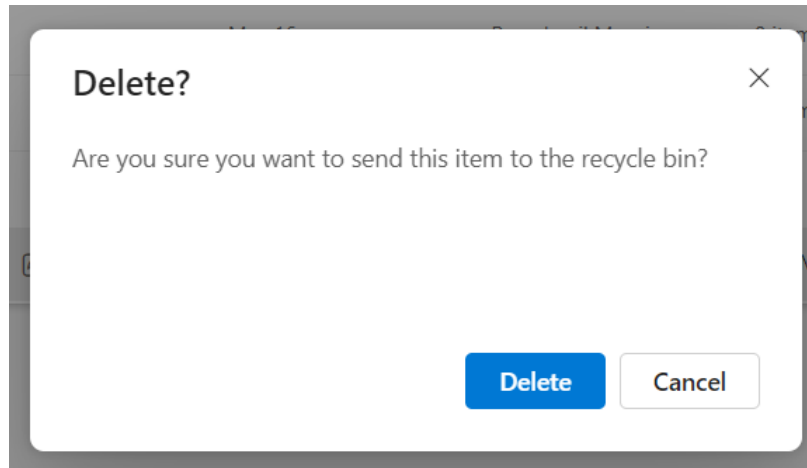 Delete?
Are you sure you want to send this item to the recycle bin?
Delete
Cancel